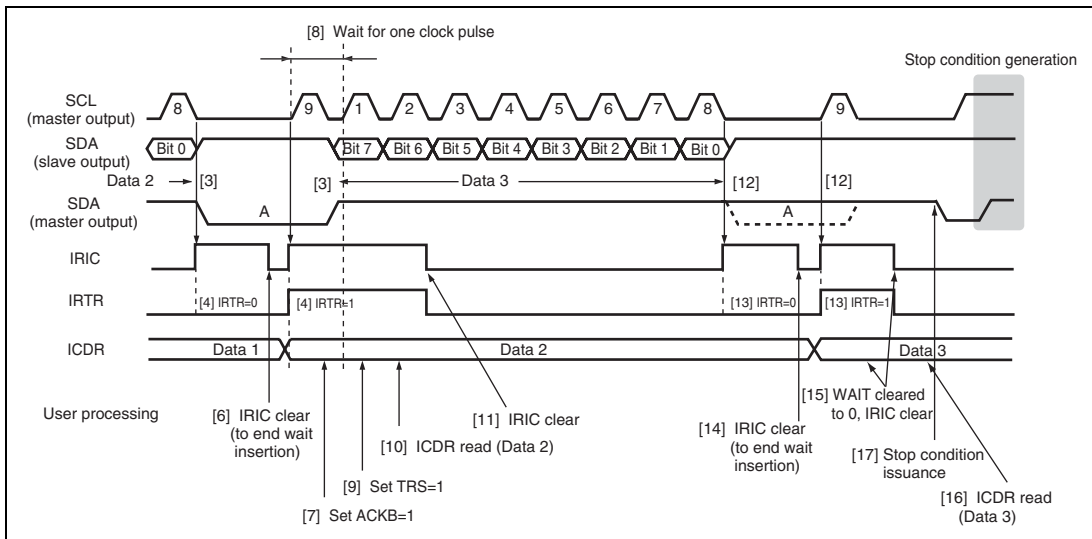 [8] Wait for one clock pulse
Stop condition generation
SCL
(master output)
8
9
1
2
3
4
5
6
7
8
9
SDA
(slave output)
Bit 0
Bit 7
Bit 6
Bit 5
Bit 4
Bit 3
Bit 2
Bit 1
Bit 0
Data 2
[3]
[3]
Data 3
[12]
[12]
SDA
(master output)
A
A
IRIC
IRTR
[4] IRTR=0
[4] IRTR=1
[13] IRTR=0
[13] IRTR=1
ICDR
Data 1
Data 2
Data 3
User processing
[6] IRIC clear
(to end wait
insertion)
[7] Set ACKB=1
[9] Set TRS=1
[10] ICDR read (Data 2)
[11] IRIC clear
[14] IRIC clear
(to end wait
insertion)
[15] WAIT cleared
to 0, IRIC clear
[17] Stop condition
issuance
[16] ICDR read
(Data 3)